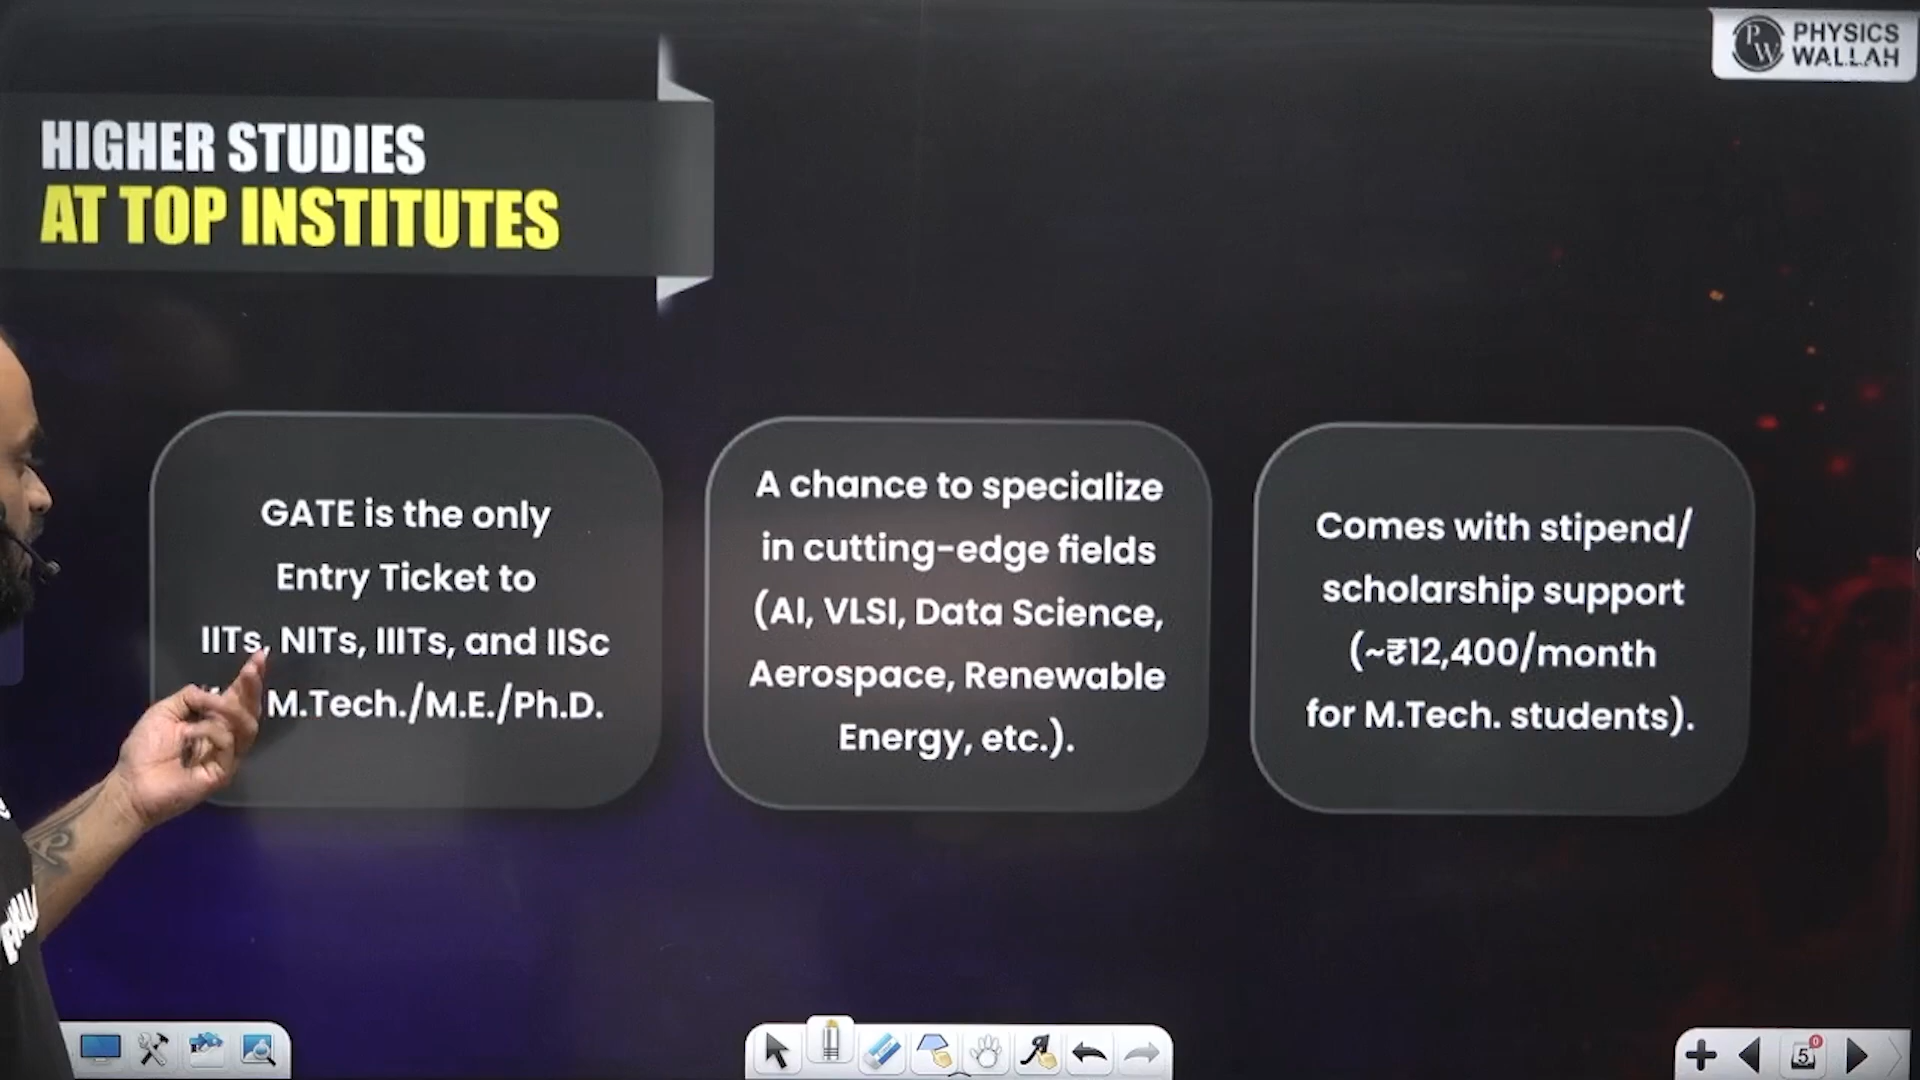 PHYSICS
WALLAH
HIGHER STUDIES
AT TOP INSTITUTES
GATE is the only
Entry Ticket to
IITs, NITs, IIITs, and IISc
M.Tech./M.E./Ph.D.
A chance to specialize
in cutting-edge fields
(AI, VLSI, Data Science,
Aerospace, Renewable
Energy, etc.).
Comes with stipend/
scholarship support
(~₹12,400/month
for M.Tech. students).
5
0